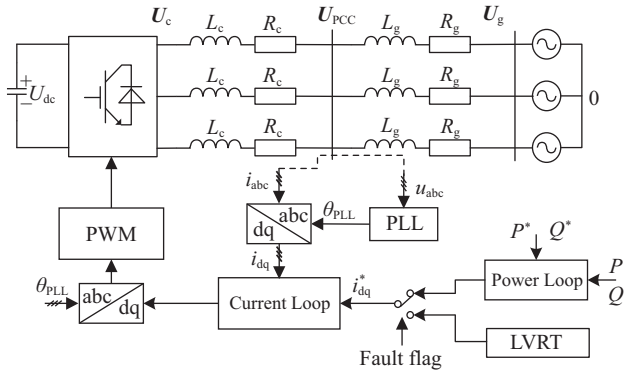 U_c L_c R_c U_PCC L_g R_g U_g
+
−
U_dc
L_c R_c L_g R_g
0
L_c R_c L_g R_g
i_abc
u_abc
θ_PLL
abc
dq
PLL
PWM
i_dq
P* Q*
θ_PLL
abc
dq
Current Loop
i*_dq
Power Loop
P
Q
LVRT
Fault flag